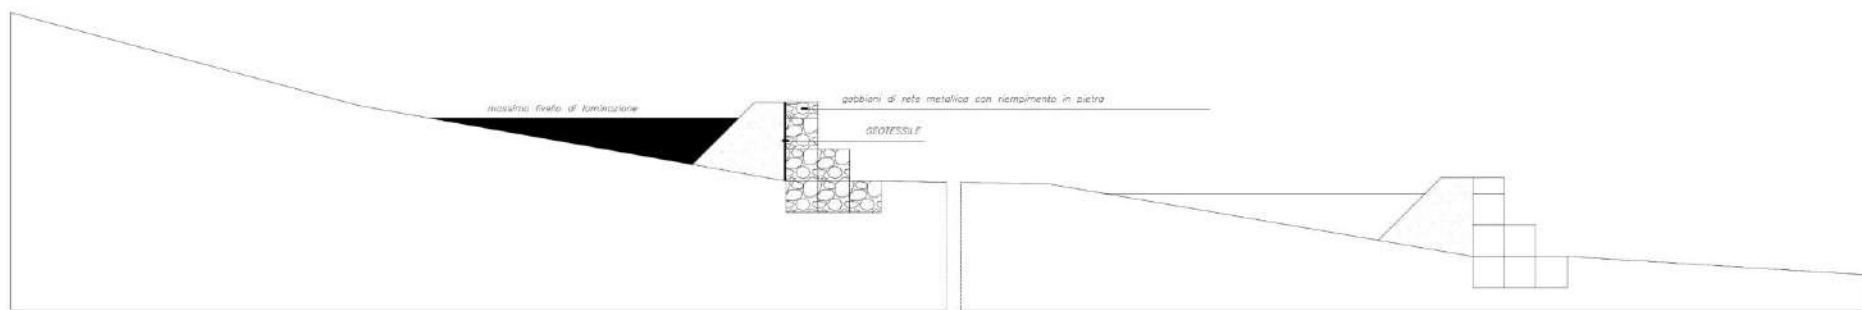 massimo livello di laminazione
gabbioni di rete metallica con riempimento in pietra
GEOTESSILE